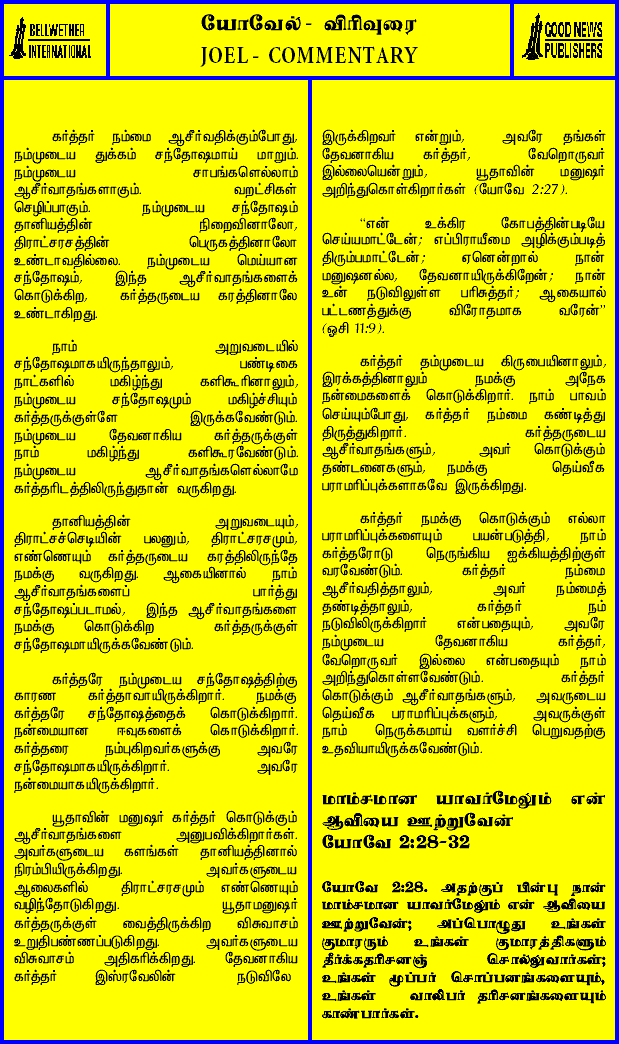 BELLWETHER
INTERNATIONAL
யோவேல் - விரிவுரை
JOEL - COMMENTARY
GOOD NEWS
PUBLISHERS
கர்த்தர் நம்மை ஆசீர்வதிக்கும்போது,
நம்முடைய துக்கம் சந்தோஷமாய் மாறும்.
நம்முடைய சாபங்களெல்லாம்
ஆசீர்வாதங்களாகும். வறட்சிகள்
செழிப்பாகும். நம்முடைய சந்தோஷம்
தானியத்தின் நிறைவினாலோ,
திராட்சரசத்தின் பெருகத்தினாலோ
உண்டாவதில்லை. நம்முடைய மெய்யான
சந்தோஷம், இந்த ஆசீர்வாதங்களைக்
கொடுக்கிற, கர்த்தருடைய கரத்தினாலே
உண்டாகிறது.
நாம் அறுவடையில்
சந்தோஷமாகயிருந்தாலும், பண்டிகை
நாட்களில் மகிழ்ந்து களிகூரினாலும்,
நம்முடைய சந்தோஷமும் மகிழ்ச்சியும்
கர்த்தருக்குள்ளே இருக்கவேண்டும்.
நம்முடைய தேவனாகிய கர்த்தருக்குள்
நாம் மகிழ்ந்து களிகூரவேண்டும்.
நம்முடைய ஆசீர்வாதங்களெல்லாமே
கர்த்தரிடத்திலிருந்துதான் வருகிறது.
தானியத்தின் அறுவடையும்,
திராட்சச்செடியின் பலனும், திராட்சரசமும்,
எண்ணெயும் கர்த்தருடைய கரத்திலிருந்தே
நமக்கு வருகிறது. ஆகையினால் நாம்
ஆசீர்வாதங்களைப் பார்த்து
சந்தோஷப்படாமல், இந்த ஆசீர்வாதங்களை
நமக்கு கொடுக்கிற கர்த்தருக்குள்
சந்தோஷமாயிருக்கவேண்டும்.
கர்த்தரே நம்முடைய சந்தோஷத்திற்கு
காரண கர்த்தாவாயிருக்கிறார். நமக்கு
கர்த்தரே சந்தோஷத்தைக் கொடுக்கிறார்.
நன்மையான ஈவுகளைக் கொடுக்கிறார்.
கர்த்தரை நம்புகிறவர்களுக்கு அவரே
சந்தோஷமாகயிருக்கிறார். அவரே
நன்மையாகயிருக்கிறார்.
யூதாவின் மனுஷர் கர்த்தர் கொடுக்கும்
ஆசீர்வாதங்களை அனுபவிக்கிறார்கள்.
அவர்களுடைய களங்கள் தானியத்தினால்
நிரம்பியிருக்கிறது. அவர்களுடைய
ஆலைகளில் திராட்சரசமும் எண்ணெயும்
வழிந்தோடுகிறது. யூதாமனுஷர்
கர்த்தருக்குள் வைத்திருக்கிற விசுவாசம்
உறுதிபண்ணப்படுகிறது. அவர்களுடைய
விசுவாசம் அதிகரிக்கிறது. தேவனாகிய
கர்த்தர் இஸ்ரவேலின் நடுவிலே
இருக்கிறவர் என்றும், அவரே தங்கள்
தேவனாகிய கர்த்தர், வேறொருவர்
இல்லையென்றும், யூதாவின் மனுஷர்
அறிந்துகொள்கிறார்கள் (யோவே 2:27).
“என் உக்கிர கோபத்தின்படியே
செய்யமாட்டேன்; எப்பிராயீமை அழிக்கும்படித்
திரும்பமாட்டேன்; ஏனென்றால் நான்
மனுஷனல்ல, தேவனாயிருக்கிறேன்; நான்
உன் நடுவிலுள்ள பரிசுத்தர்; ஆகையால்
பட்டணத்துக்கு விரோதமாக வரேன்”
(ஓசி 11:9).
கர்த்தர் தம்முடைய கிருபையினாலும்,
இரக்கத்தினாலும் நமக்கு அநேக
நன்மைகளைக் கொடுக்கிறார். நாம் பாவம்
செய்யும்போது, கர்த்தர் நம்மை கண்டித்து
திருத்துகிறார். கர்த்தருடைய
ஆசீர்வாதங்களும், அவர் கொடுக்கும்
தண்டனைகளும், நமக்கு தெய்வீக
பராமரிப்புக்களாகவே இருக்கிறது.
கர்த்தர் நமக்கு கொடுக்கும் எல்லா
பராமரிப்புக்களையும் பயன்படுத்தி, நாம்
கர்த்தரோடு நெருங்கிய ஐக்கியத்திற்குள்
வரவேண்டும். கர்த்தர் நம்மை
ஆசீர்வதித்தாலும், அவர் நம்மைத்
தண்டித்தாலும், கர்த்தர் நம்
நடுவிலிருக்கிறார் என்பதையும், அவரே
நம்முடைய தேவனாகிய கர்த்தர்,
வேறொருவர் இல்லை என்பதையும் நாம்
அறிந்துகொள்ளவேண்டும். கர்த்தர்
கொடுக்கும் ஆசீர்வாதங்களும், அவருடைய
தெய்வீக பராமரிப்புக்களும், அவருக்குள்
நாம் நெருக்கமாய் வளர்ச்சி பெறுவதற்கு
உதவியாயிருக்கவேண்டும்.
மாம்சமான யாவர்மேலும் என்
ஆவியை ஊற்றுவேன்
யோவே 2:28-32
யோவே 2:28. அதற்குப் பின்பு நான்
மாம்சமான யாவர்மேலும் என் ஆவியை
ஊற்றுவேன்; அப்பொழுது உங்கள்
குமாரரும் உங்கள் குமாரத்திகளும்
தீர்க்கதரிசனஞ் சொல்லுவார்கள்;
உங்கள் மூப்பர் சொப்பனங்களையும்,
உங்கள் வாலிபர் தரிசனங்களையும்
காண்பார்கள்.